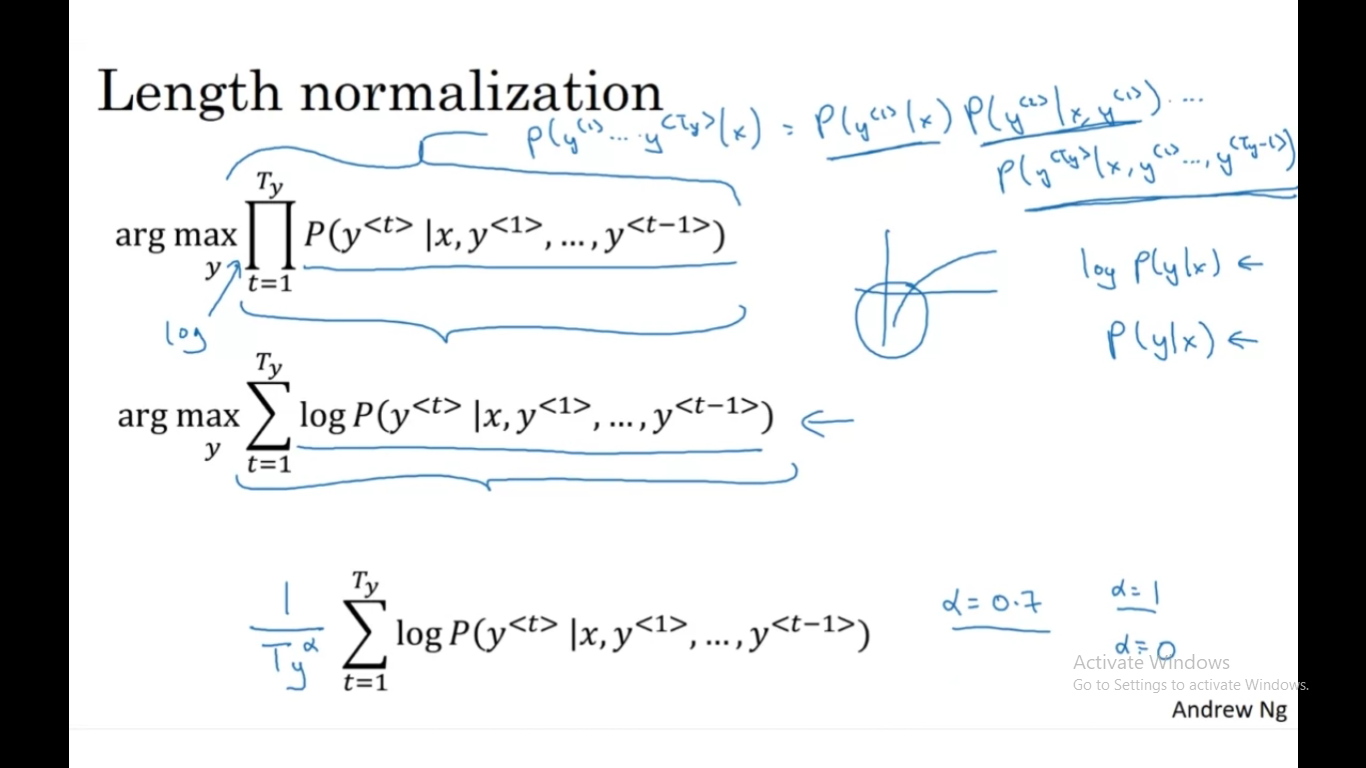 Length normalization
P(y<1> ... y<Ty>|x) = P(y<1>|x) P(y<2>|x, y<1>) ...
P(y<Ty>|x, y<1> ..., y<Ty-1>)
arg max_y ∏_{t=1}^{Ty} P(y<t> |x, y<1>, …, y<t−1>)
log
log P(y|x) ←
P(y|x) ←
arg max_y ∑_{t=1}^{Ty} log P(y<t> |x, y<1>, …, y<t−1>) ←
1/Ty^α ∑_{t=1}^{Ty} log P(y<t> |x, y<1>, …, y<t−1>)
α = 0.7
α = 1
α = 0
Activate Windows
Go to Settings to activate Windows.
Andrew Ng